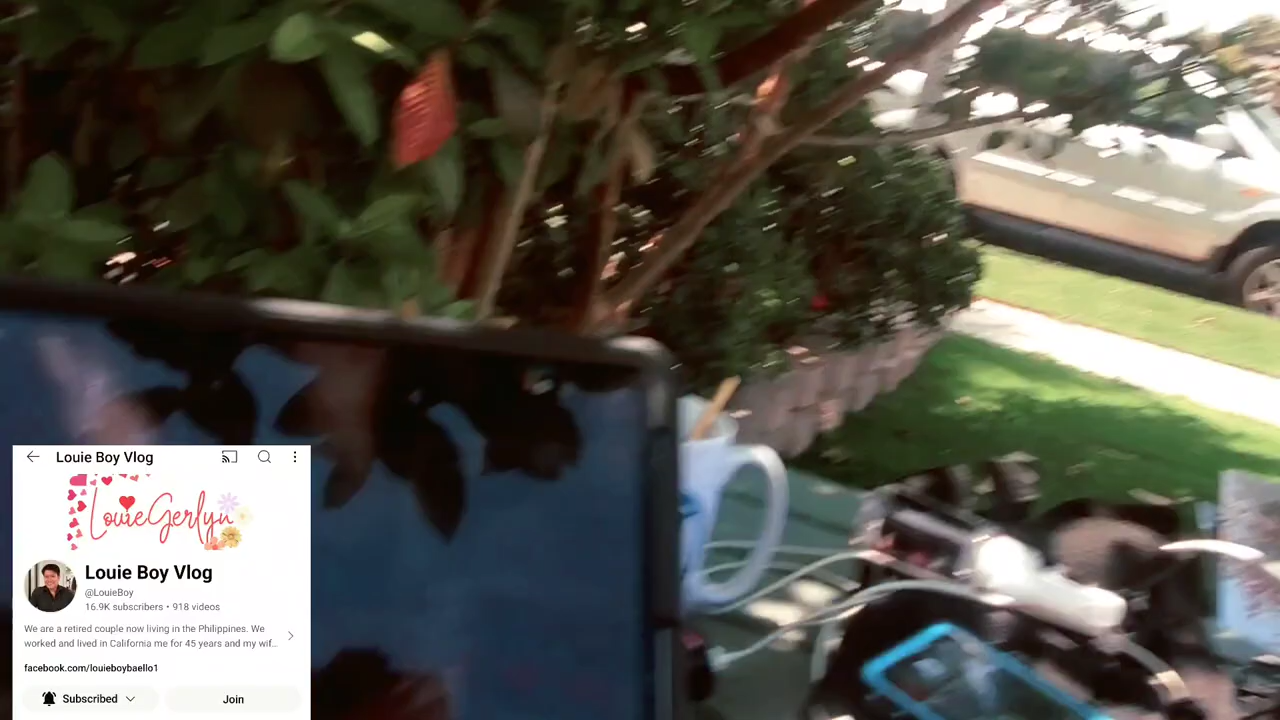 Louie Boy Vlog
LouieGerlyn
Louie Boy Vlog
@LouieBoy
16.9K subscribers • 918 videos
We are a retired couple now living in the Philippines. We
worked and lived in California me for 45 years and my wif...
facebook.com/louieboybaello1
Subscribed
Join